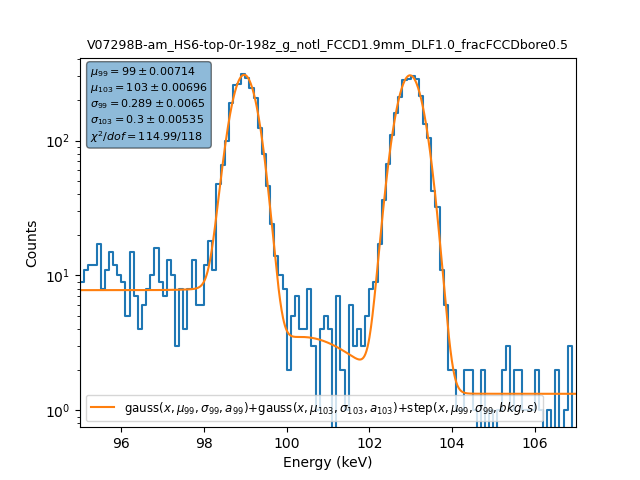 V07298B-am_HS6-top-0r-198z_g_notl_FCCD1.9mm_DLF1.0_fracFCCDbore0.5
μ₉₉ = 99 ± 0.00714
μ₁₀₃ = 103 ± 0.00696
σ₉₉ = 0.289 ± 0.0065
σ₁₀₃ = 0.3 ± 0.00535
χ²/dof = 114.99/118
Counts
10²
10¹
10⁰
gauss(x, μ₉₉, σ₉₉, a₉₉)+gauss(x, μ₁₀₃, σ₁₀₃, a₁₀₃)+step(x, μ₉₉, σ₉₉, bkg, s)
96 98 100 102 104 106
Energy (keV)